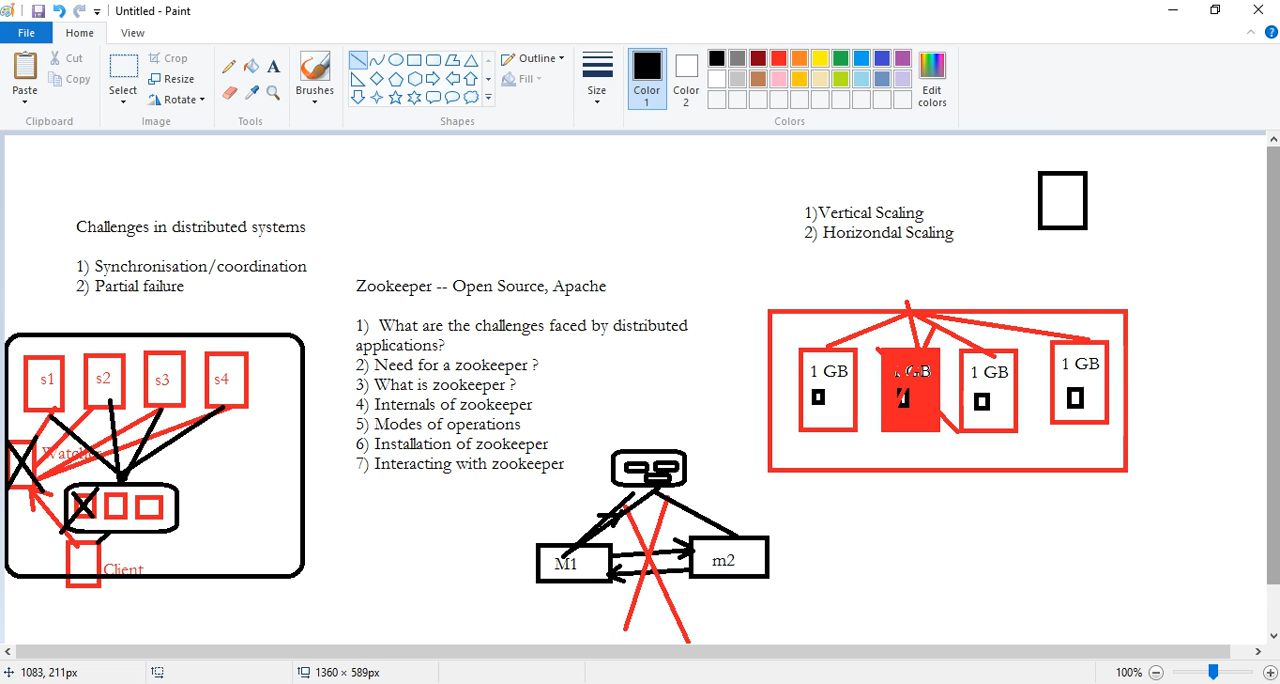 Untitled - Paint
File
Home
View
Paste
Cut
Copy
Clipboard
Select
Crop
Resize
Rotate
Image
A
Tools
Brushes
Shapes
Outline
Fill
Size
Color 1
Color 2
Edit colors
Colors
Challenges in distributed systems
1) Synchronisation/coordination
2) Partial failure
1)Vertical Scaling
2) Horizondal Scaling
Zookeeper -- Open Source, Apache
1) What are the challenges faced by distributed
applications?
2) Need for a zookeeper ?
3) What is zookeeper ?
4) Internals of zookeeper
5) Modes of operations
6) Installation of zookeeper
7) Interacting with zookeeper
s1
s2
s3
s4
Client
M1
m2
1 GB
GB
1 GB
1 GB
1083, 211px
1360 × 589px
100%